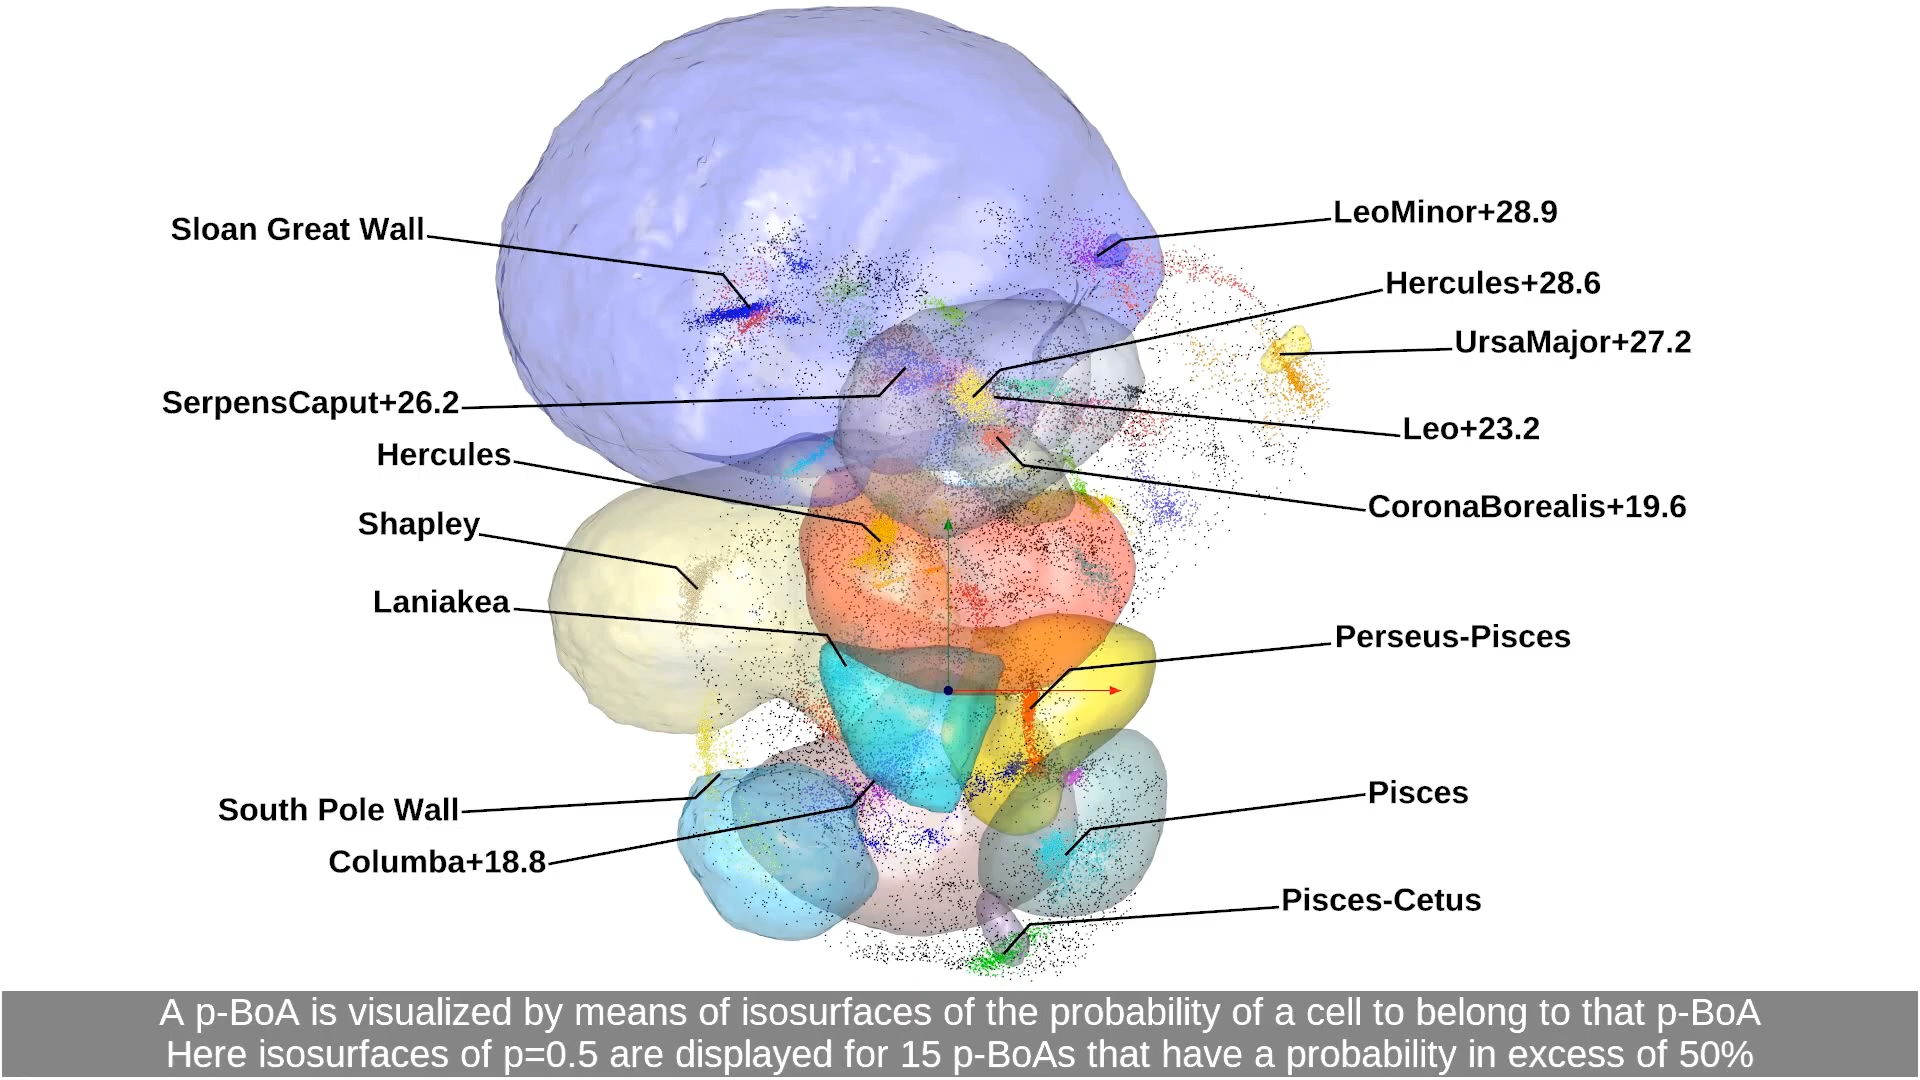 Sloan Great Wall
LeoMinor+28.9
Hercules+28.6
UrsaMajor+27.2
SerpensCaput+26.2
Leo+23.2
Hercules
CoronaBorealis+19.6
Shapley
Laniakea
Perseus-Pisces
South Pole Wall
Pisces
Columba+18.8
Pisces-Cetus
A p-BoA is visualized by means of isosurfaces of the probability of a cell to belong to that p-BoA
Here isosurfaces of p=0.5 are displayed for 15 p-BoAs that have a probability in excess of 50%